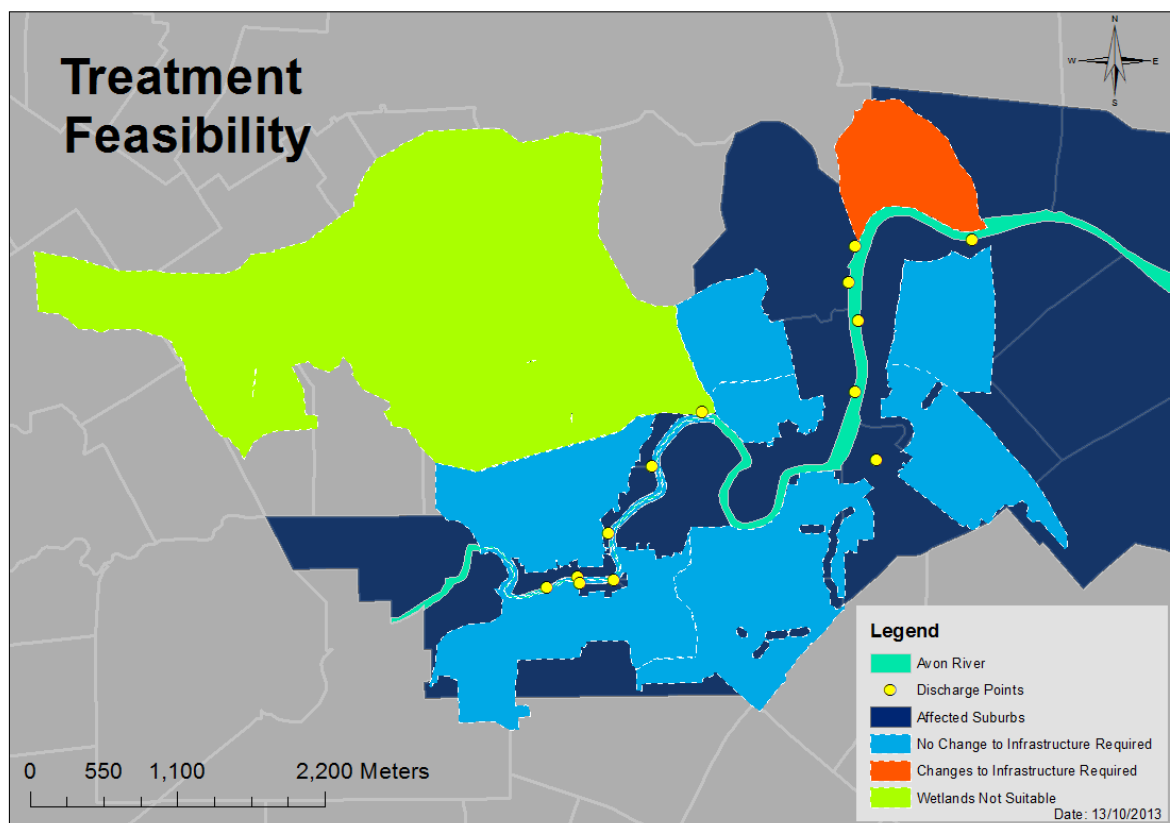 Treatment
Feasibility
N
W E
S
Legend
Avon River
Discharge Points
Affected Suburbs
No Change to Infrastructure Required
Changes to Infrastructure Required
Wetlands Not Suitable
0 550 1,100 2,200 Meters
Date: 13/10/2013